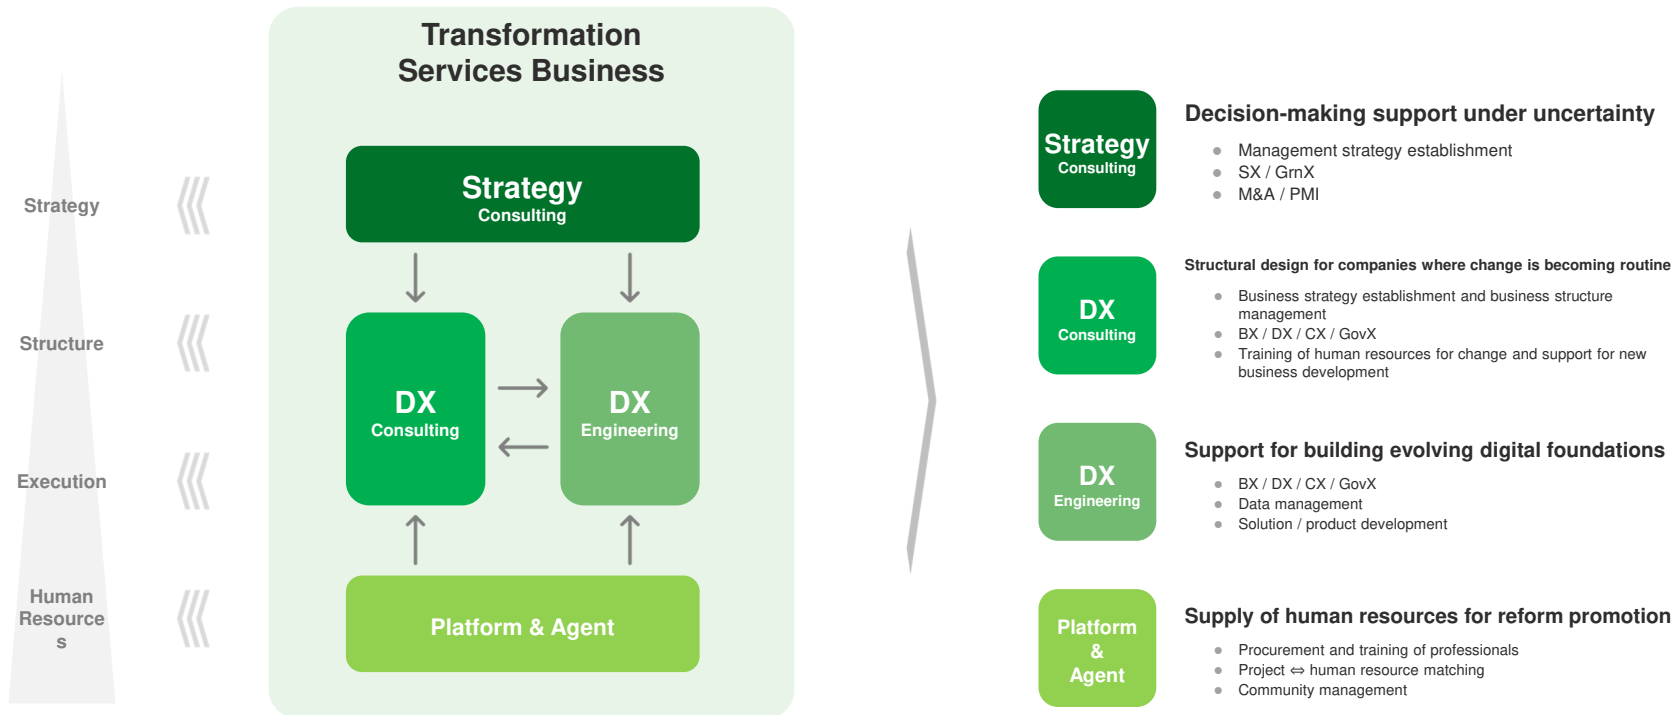 Transformation
Services Business
Strategy
Structure
Execution
Human
Resource
s
Strategy
Consulting
DX
Consulting
DX
Engineering
Platform & Agent
Strategy
Consulting
Decision-making support under uncertainty
● Management strategy establishment
● SX / GrnX
● M&A / PMI
DX
Consulting
Structural design for companies where change is becoming routine
● Business strategy establishment and business structure
management
● BX / DX / CX / GovX
● Training of human resources for change and support for new
business development
DX
Engineering
Support for building evolving digital foundations
● BX / DX / CX / GovX
● Data management
● Solution / product development
Platform
&
Agent
Supply of human resources for reform promotion
● Procurement and training of professionals
● Project ⇔ human resource matching
● Community management